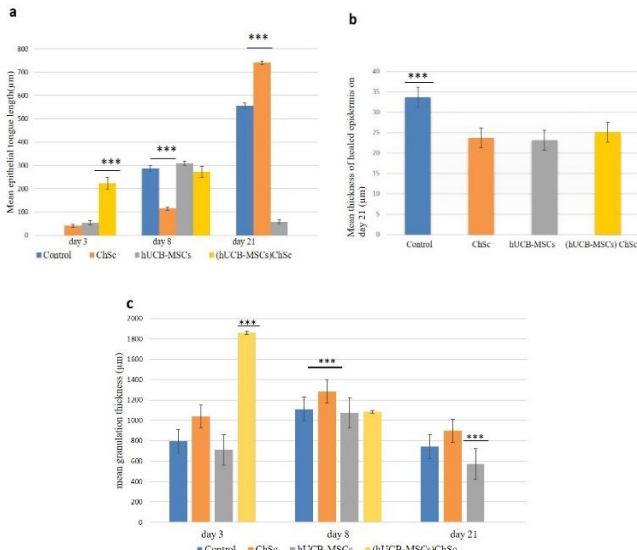 a
***
***
***
Mean epithelial tongue length(μm)
800
700
600
500
400
300
200
100
0
day 3
day 8
day 21
Control
ChSc
hUCB-MSCs
(hUCB-MSCs)ChSc
b
***
Mean thickness of healed epidermis on
day 21 (μm)
40
35
30
25
20
15
10
5
0
Control
ChSc
hUCB-MSCs
(hUCB-MSCs) ChSc
c
***
***
***
mean granulation thickness (μm)
2000
1800
1600
1400
1200
1000
800
600
400
200
0
day 3
day 8
day 21
Control
ChSc
hUCB-MSCs
(hUCB-MSCs)ChSc